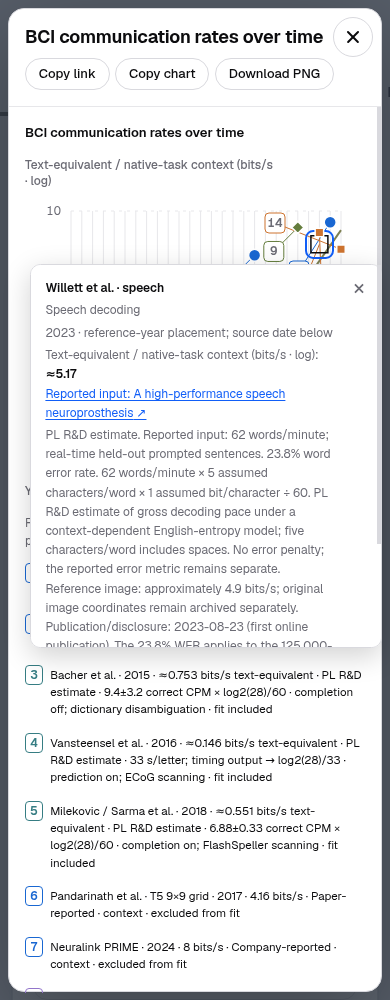 BCI communication rates over time
Copy link
Copy chart
Download PNG
BCI communication rates over time
Text-equivalent / native-task context (bits/s
· log)
10
14
9
Willett et al. · speech
Speech decoding
2023 · reference-year placement; source date below
Text-equivalent / native-task context (bits/s · log):
≈5.17
Reported input: A high-performance speech
neuroprosthesis ↗
PL R&D estimate. Reported input: 62 words/minute;
real-time held-out prompted sentences. 23.8% word
error rate. 62 words/minute × 5 assumed
characters/word × 1 assumed bit/character ÷ 60. PL
R&D estimate of gross decoding pace under a
context-dependent English-entropy model; five
characters/word includes spaces. No error penalty;
the reported error metric remains separate.
Reference image: approximately 4.9 bits/s; original
image coordinates remain archived separately.
Publication/disclosure: 2023-08-23 (first online
publication). The 23.8% WER applies to the 125,000-
3 Bacher et al. · 2015 · ≈0.753 bits/s text-equivalent · PL R&D
estimate · 9.4±3.2 correct CPM × log2(28)/60 · completion
off; dictionary disambiguation · fit included
4 Vansteensel et al. · 2016 · ≈0.146 bits/s text-equivalent · PL
R&D estimate · 33 s/letter; timing output → log2(28)/33 ·
prediction on; ECoG scanning · fit included
5 Milekovic / Sarma et al. · 2018 · ≈0.551 bits/s text-
equivalent · PL R&D estimate · 6.88±0.33 correct CPM ×
log2(28)/60 · completion on; FlashSpeller scanning · fit
included
6 Pandarinath et al. · T5 9×9 grid · 2017 · 4.16 bits/s · Paper-
reported · context · excluded from fit
7 Neuralink PRIME · 2024 · 8 bits/s · Company-reported ·
context · excluded from fit